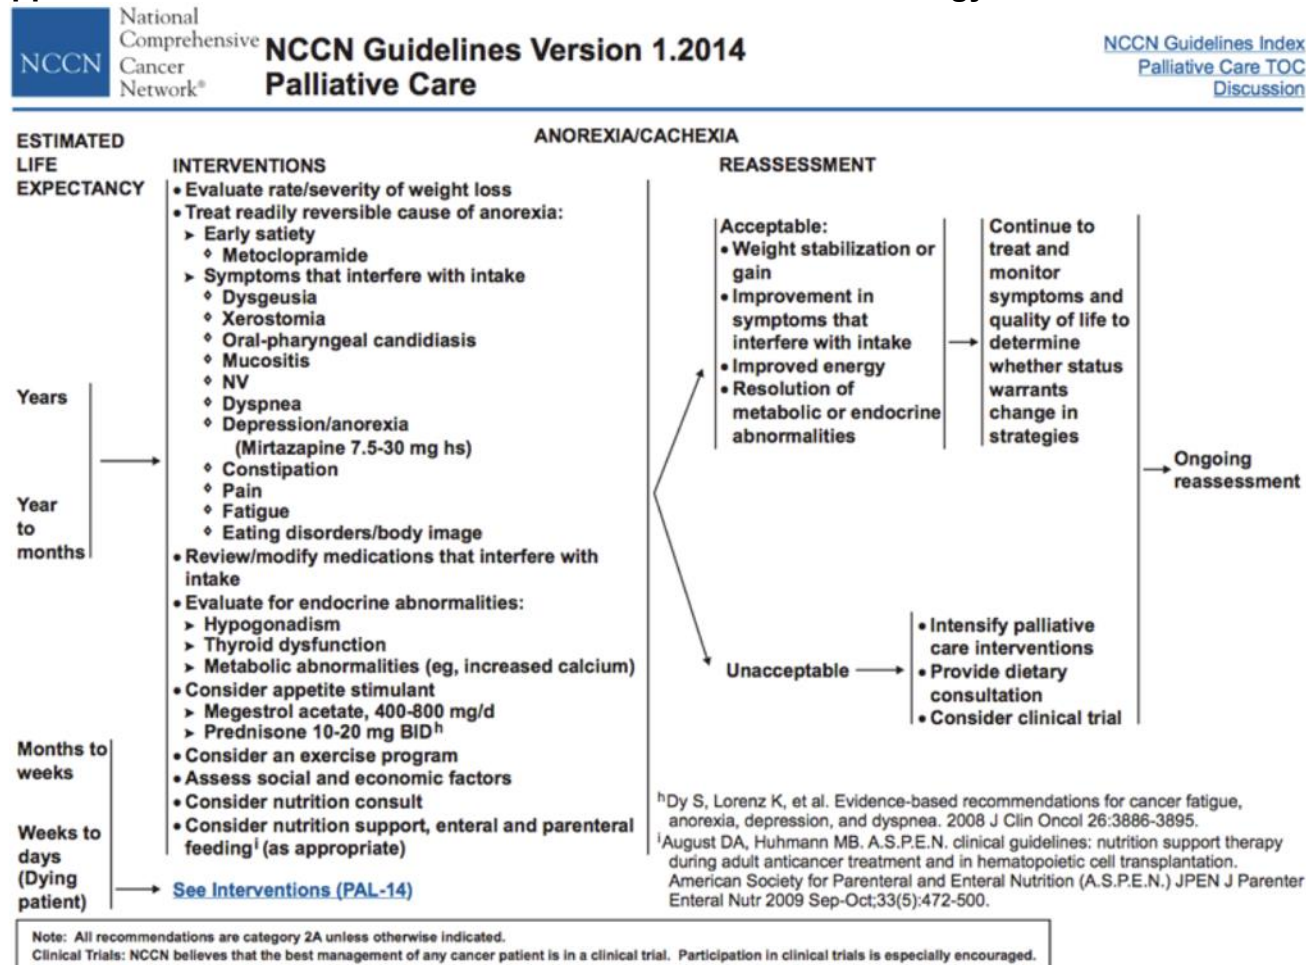 National
Comprehensive
Cancer
Network®
NCCN
NCCN Guidelines Version 1.2014
Palliative Care
NCCN Guidelines Index
Palliative Care TOC
Discussion
ANOREXIA/CACHEXIA
ESTIMATED
LIFE
EXPECTANCY
Years
Year
to
months
Months to
weeks
Weeks to
days
(Dying
patient)
INTERVENTIONS
• Evaluate rate/severity of weight loss
• Treat readily reversible cause of anorexia:
➤ Early satiety
◊ Metoclopramide
➤ Symptoms that interfere with intake
◊ Dysgeusia
◊ Xerostomia
◊ Oral-pharyngeal candidiasis
◊ Mucositis
◊ NV
◊ Dyspnea
◊ Depression/anorexia
(Mirtazapine 7.5-30 mg hs)
◊ Constipation
◊ Pain
◊ Fatigue
◊ Eating disorders/body image
• Review/modify medications that interfere with
intake
• Evaluate for endocrine abnormalities:
➤ Hypogonadism
➤ Thyroid dysfunction
➤ Metabolic abnormalities (eg, increased calcium)
• Consider appetite stimulant
➤ Megestrol acetate, 400-800 mg/d
➤ Prednisone 10-20 mg BIDʰ
• Consider an exercise program
• Assess social and economic factors
• Consider nutrition consult
• Consider nutrition support, enteral and parenteral
feedingⁱ (as appropriate)
See Interventions (PAL-14)
REASSESSMENT
Acceptable:
• Weight stabilization or
gain
• Improvement in
symptoms that
interfere with intake
• Improved energy
• Resolution of
metabolic or endocrine
abnormalities
Continue to
treat and
monitor
symptoms and
quality of life to
determine
whether status
warrants
change in
strategies
Unacceptable
• Intensify palliative
care interventions
• Provide dietary
consultation
• Consider clinical trial
Ongoing
reassessment
ʰDy S, Lorenz K, et al. Evidence-based recommendations for cancer fatigue,
anorexia, depression, and dyspnea. 2008 J Clin Oncol 26:3886-3895.
ⁱAugust DA, Huhmann MB. A.S.P.E.N. clinical guidelines: nutrition support therapy
during adult anticancer treatment and in hematopoietic cell transplantation.
American Society for Parenteral and Enteral Nutrition (A.S.P.E.N.) JPEN J Parenter
Enteral Nutr 2009 Sep-Oct;33(5):472-500.
Note: All recommendations are category 2A unless otherwise indicated.
Clinical Trials: NCCN believes that the best management of any cancer patient is in a clinical trial. Participation in clinical trials is especially encouraged.